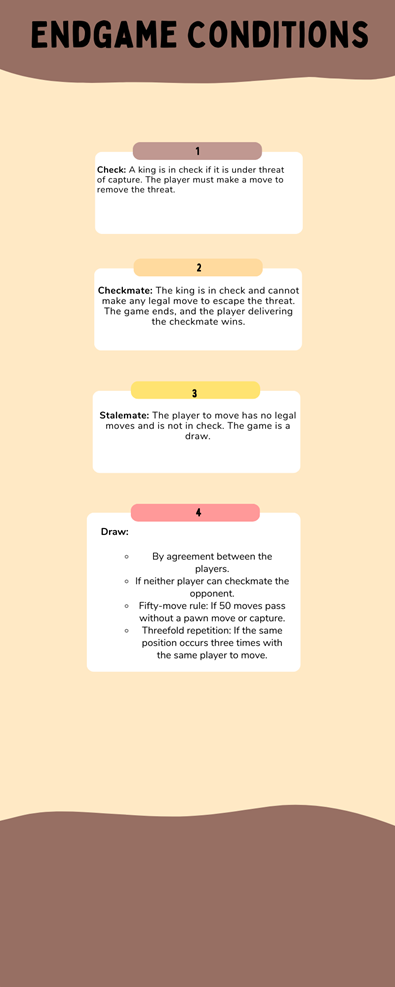 ENDGAME CONDITIONS
1
Check: A king is in check if it is under threat
of capture. The player must make a move to
remove the threat.
2
Checkmate: The king is in check and cannot
make any legal move to escape the threat.
The game ends, and the player delivering
the checkmate wins.
3
Stalemate: The player to move has no legal
moves and is not in check. The game is a
draw.
4
Draw:
By agreement between the
players.
If neither player can checkmate the
opponent.
Fifty-move rule: If 50 moves pass
without a pawn move or capture.
Threefold repetition: If the same
position occurs three times with
the same player to move.